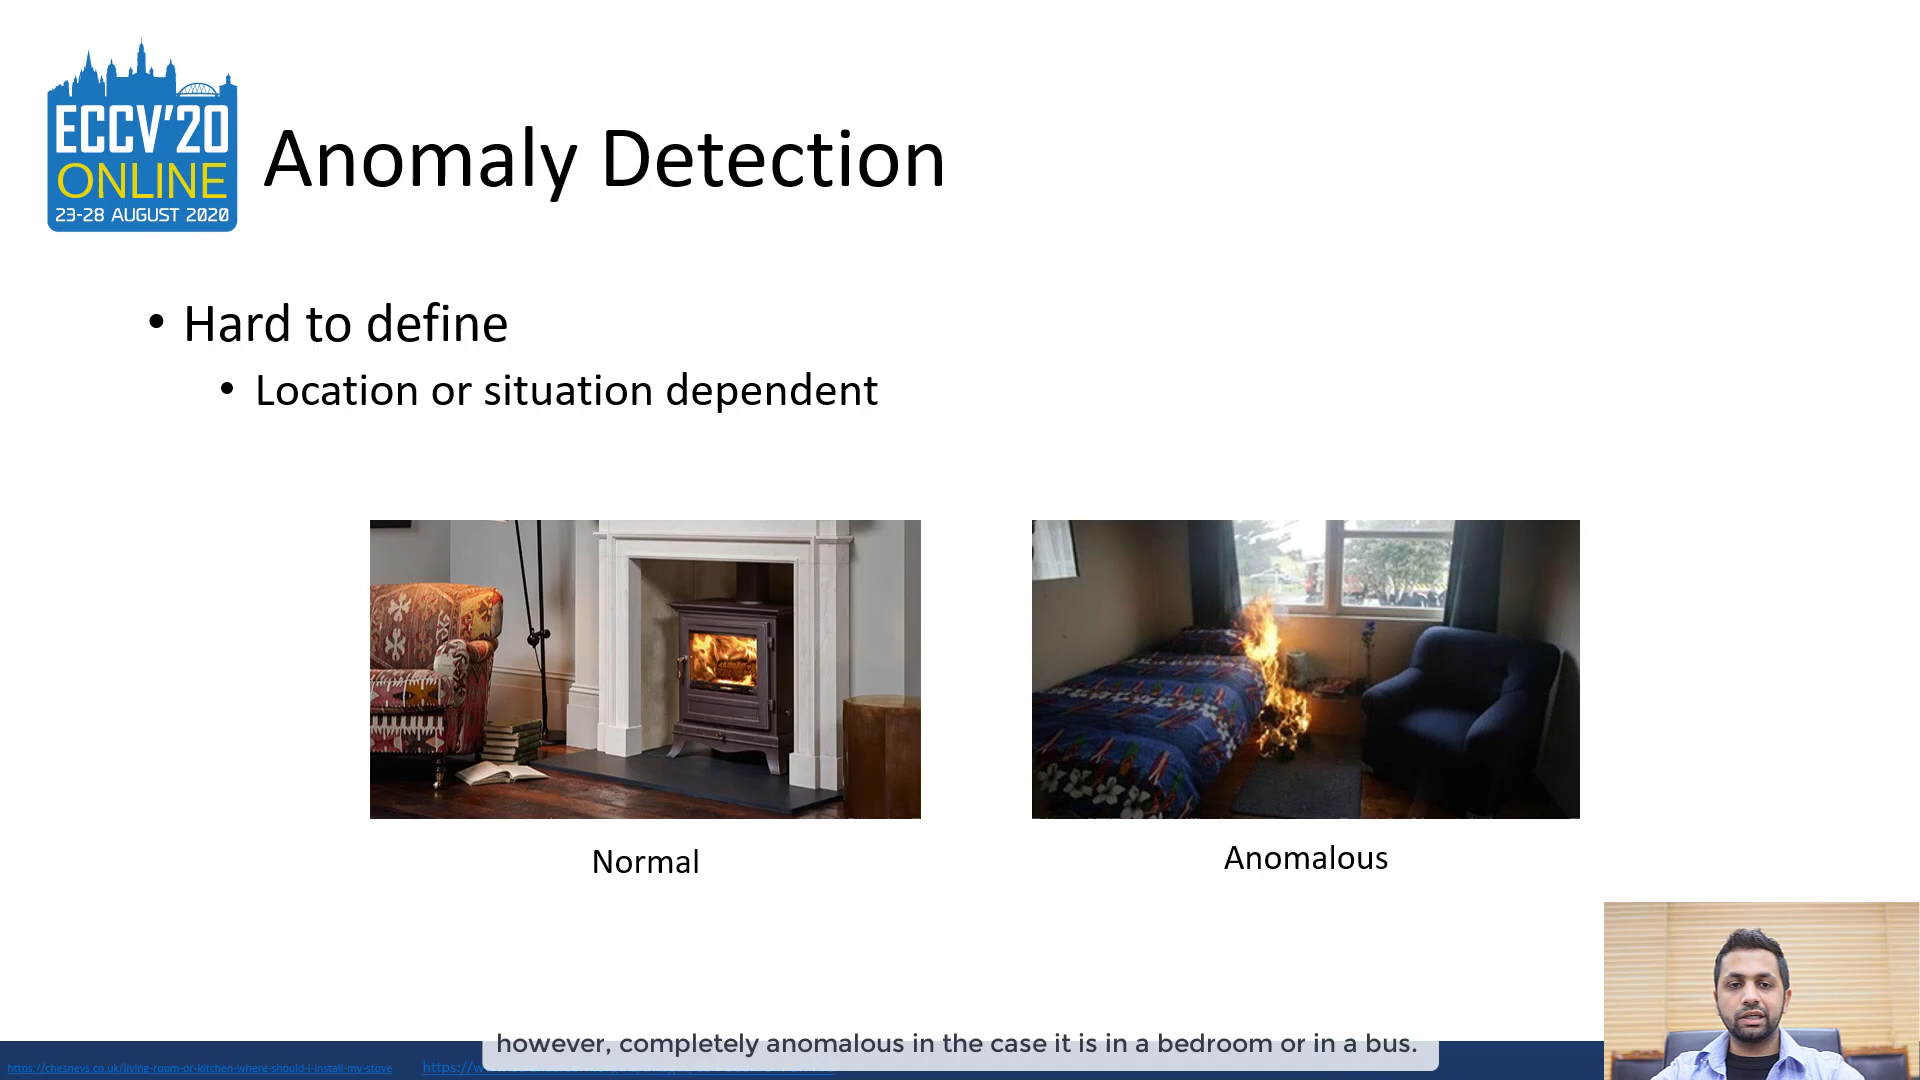 ECCV'20
ONLINE
23-28 AUGUST 2020
Anomaly Detection
• Hard to define
• Location or situation dependent
Normal
Anomalous
however, completely anomalous in the case it is in a bedroom or in a bus.
https://chesneys.co.uk/living-room-or-kitchen-where-should-i-install-my-stove